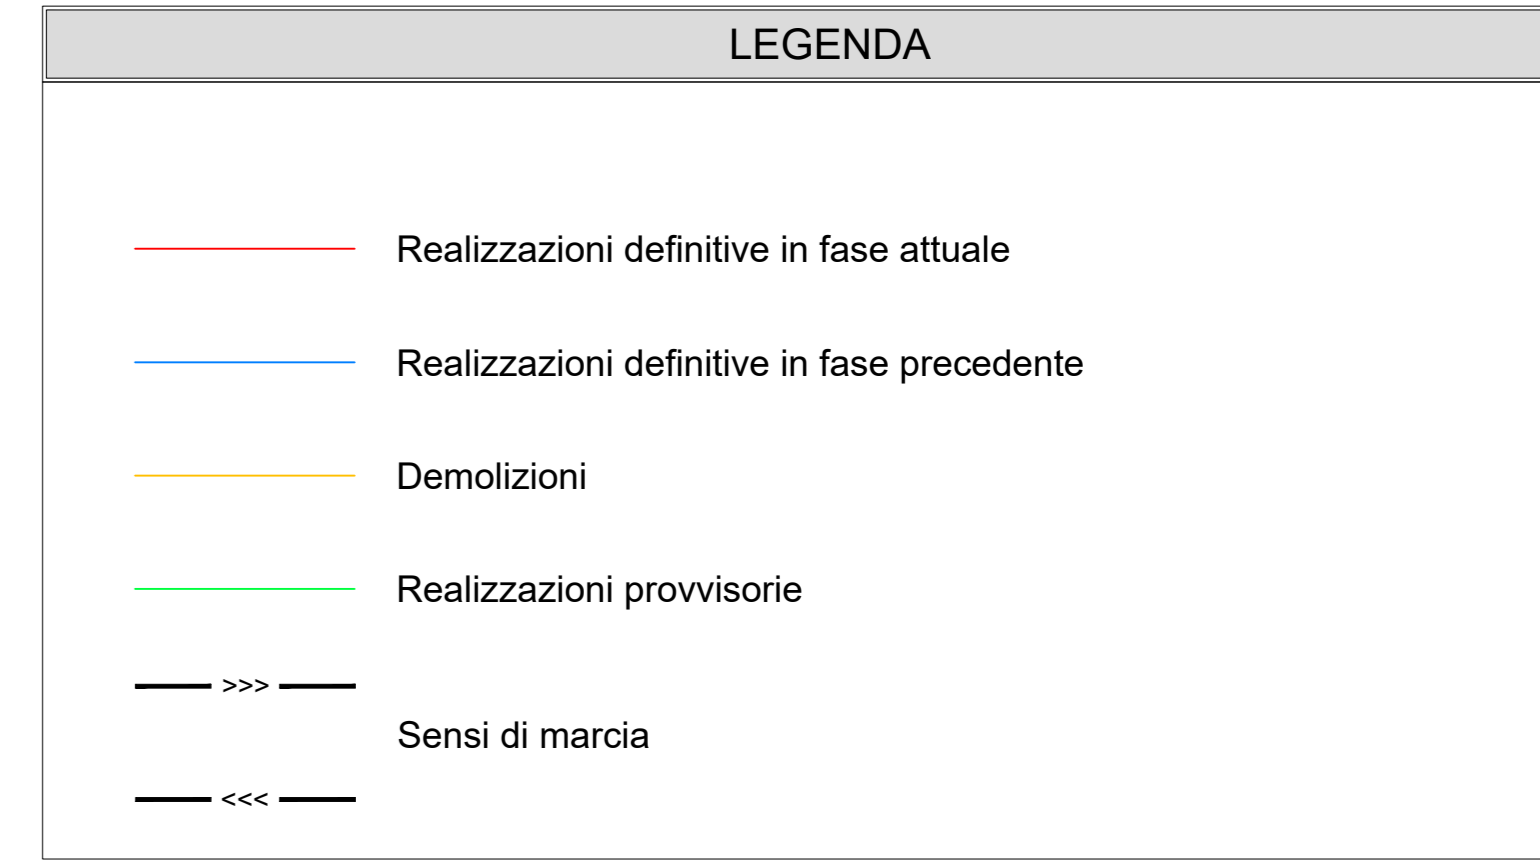 LEGENDA
Realizzazioni definitive in fase attuale
Realizzazioni definitive in fase precedente
Demolizioni
Realizzazioni provvisorie
>>>
Sensi di marcia
<<<